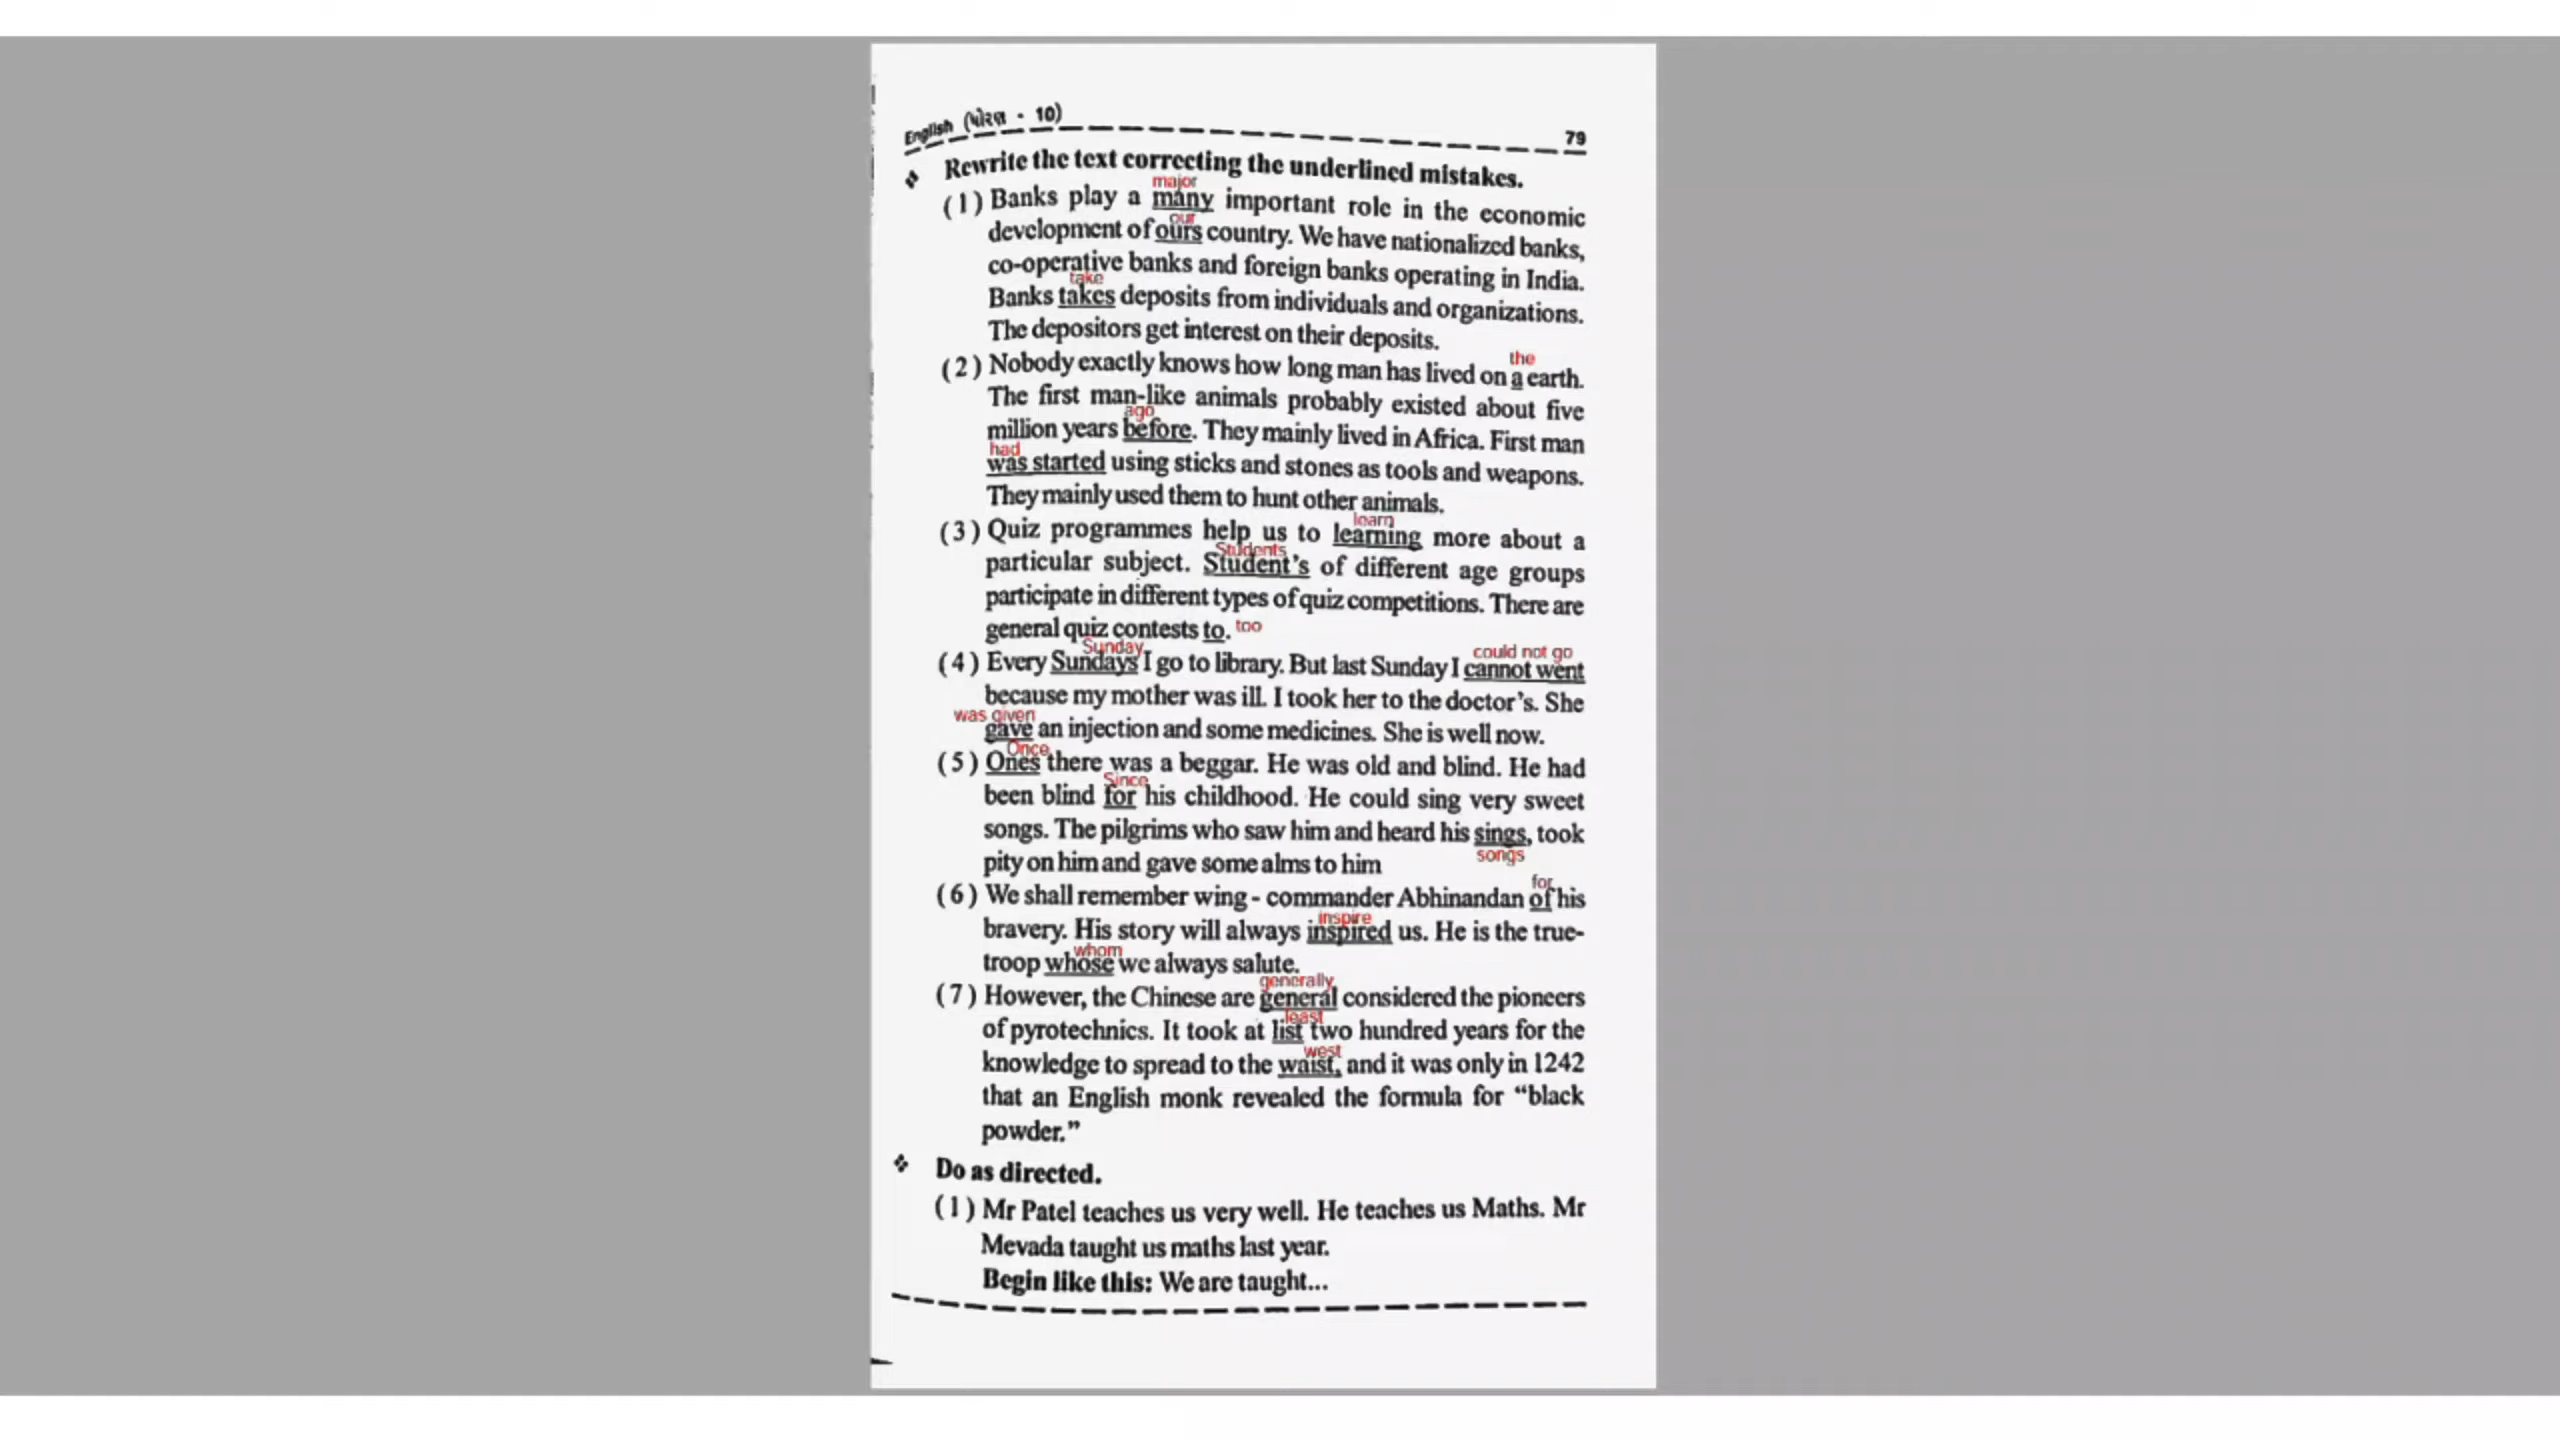 English (ધોરણ - 10)
79
❖ Rewrite the text correcting the underlined mistakes.
major
(1) Banks play a many important role in the economic
our
development of ours country. We have nationalized banks,
co-operative banks and foreign banks operating in India.
take
Banks takes deposits from individuals and organizations.
The depositors get interest on their deposits.
the
(2) Nobody exactly knows how long man has lived on a earth.
The first man-like animals probably existed about five
ago
million years before. They mainly lived in Africa. First man
had
was started using sticks and stones as tools and weapons.
They mainly used them to hunt other animals.
learn
(3) Quiz programmes help us to learning more about a
Students
particular subject. Student's of different age groups
participate in different types of quiz competitions. There are
general quiz contests to. too
Sunday could not go
(4) Every Sundays I go to library. But last Sunday I cannot went
because my mother was ill. I took her to the doctor's. She
was given
gave an injection and some medicines. She is well now.
Once
(5) Ones there was a beggar. He was old and blind. He had
Since
been blind for his childhood. He could sing very sweet
songs. The pilgrims who saw him and heard his sings, took
pity on him and gave some alms to him songs
for
(6) We shall remember wing - commander Abhinandan of his
inspire
bravery. His story will always inspired us. He is the true-
whom
troop whose we always salute.
generally
(7) However, the Chinese are general considered the pioneers
least
of pyrotechnics. It took at list two hundred years for the
west
knowledge to spread to the waist, and it was only in 1242
that an English monk revealed the formula for “black
powder.”
❖ Do as directed.
(1) Mr Patel teaches us very well. He teaches us Maths. Mr
Mevada taught us maths last year.
Begin like this: We are taught...